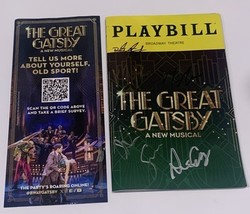 THE GREAT
GATSBY
A NEW MUSICAL
TELL US MORE
ABOUT YOURSELF,
OLD SPORT!
SCAN THE QR CODE ABOVE
AND TAKE A BRIEF SURVEY.
THE PARTY'S ROARING ONLINE!
PLAYBILL
BROADWAY THEATRE
THE GREAT
GATSBY
A NEW MUSICAL